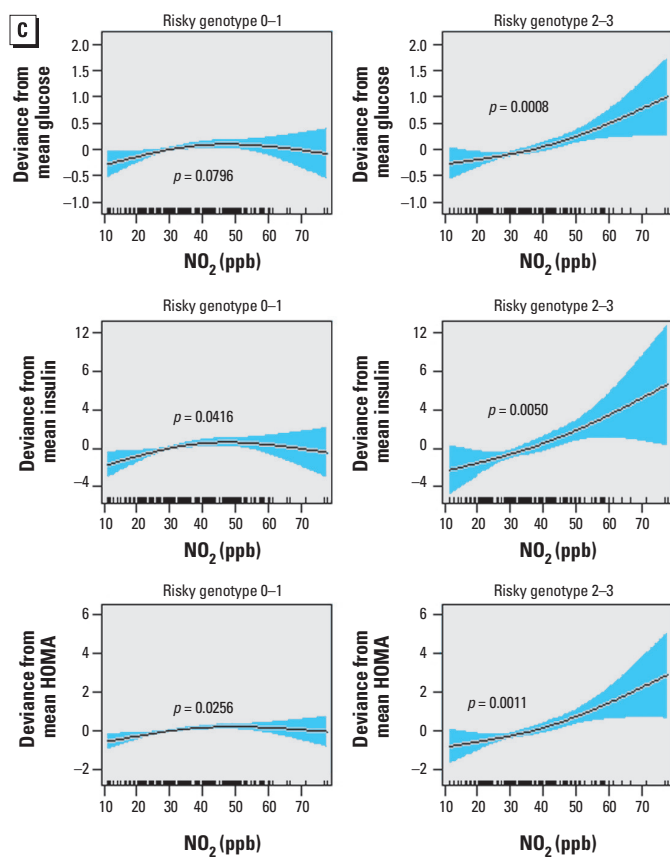 C
Risky genotype 0–1
Risky genotype 2–3
Deviance from
mean glucose
2.0
1.5
1.0
0.5
0
–0.5
–1.0
p = 0.0796
10 20 30 40 50 60 70
NO2 (ppb)
Deviance from
mean glucose
2.0
1.5
1.0
0.5
0
–0.5
–1.0
p = 0.0008
10 20 30 40 50 60 70
NO2 (ppb)
Risky genotype 0–1
Risky genotype 2–3
Deviance from
mean insulin
12
6
4
0
–4
p = 0.0416
10 20 30 40 50 60 70
NO2 (ppb)
Deviance from
mean insulin
12
6
4
0
–4
p = 0.0050
10 20 30 40 50 60 70
NO2 (ppb)
Risky genotype 0–1
Risky genotype 2–3
Deviance from
mean HOMA
6
4
2
0
–2
p = 0.0256
10 20 30 40 50 60 70
NO2 (ppb)
Deviance from
mean HOMA
6
4
2
0
–2
p = 0.0011
10 20 30 40 50 60 70
NO2 (ppb)